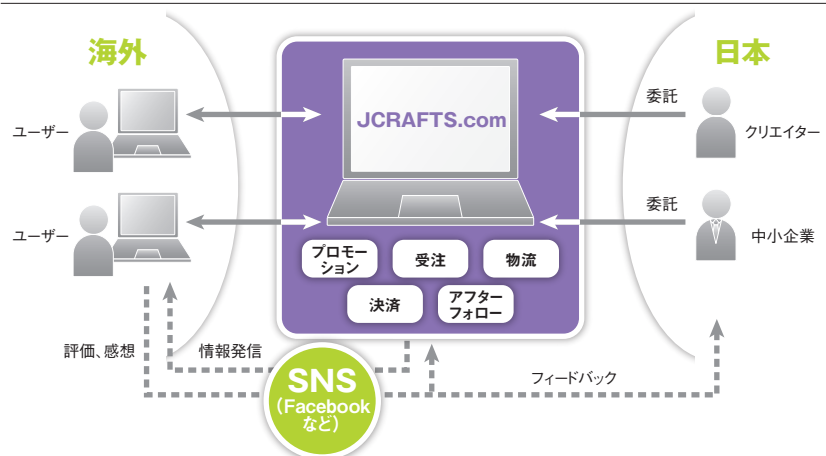 海外
日本
JCRAFTS.com
ユーザー
委託
クリエイター
ユーザー
委託
中小企業
プロモー
ション
受注
物流
決済
アフター
フォロー
評価、感想
情報発信
フィードバック
SNS
(Facebook
など)